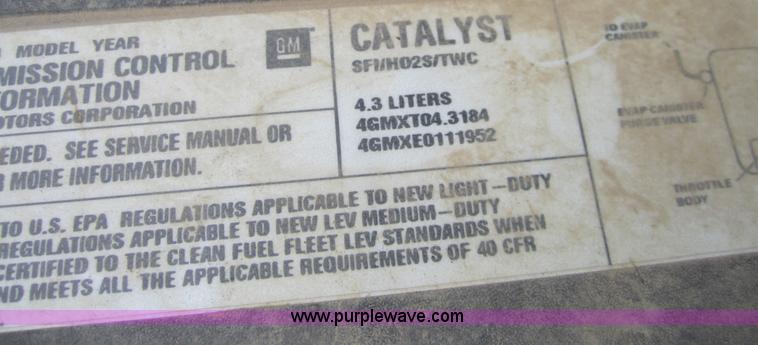 MODEL YEAR
MISSION CONTROL
FORMATION
OTORS CORPORATION
GM
CATALYST
SFI/HO2S/TWC
4.3 LITERS
4GMXT04.3184
4GMXE0111952
EEDED. SEE SERVICE MANUAL OR
R MORE INFORMATION.
TO U.S. EPA REGULATIONS APPLICABLE TO NEW LIGHT-DUTY
REGULATIONS APPLICABLE TO NEW LEV MEDIUM-DUTY
CERTIFIED TO THE CLEAN FUEL FLEET LEV STANDARDS WHEN
ND MEETS ALL THE APPLICABLE REQUIREMENTS OF 40 CFR
TO EVAP
CANISTER
EVAP CANISTER
PURGE VALVE
THROTTLE
BODY
www.purplewave.com